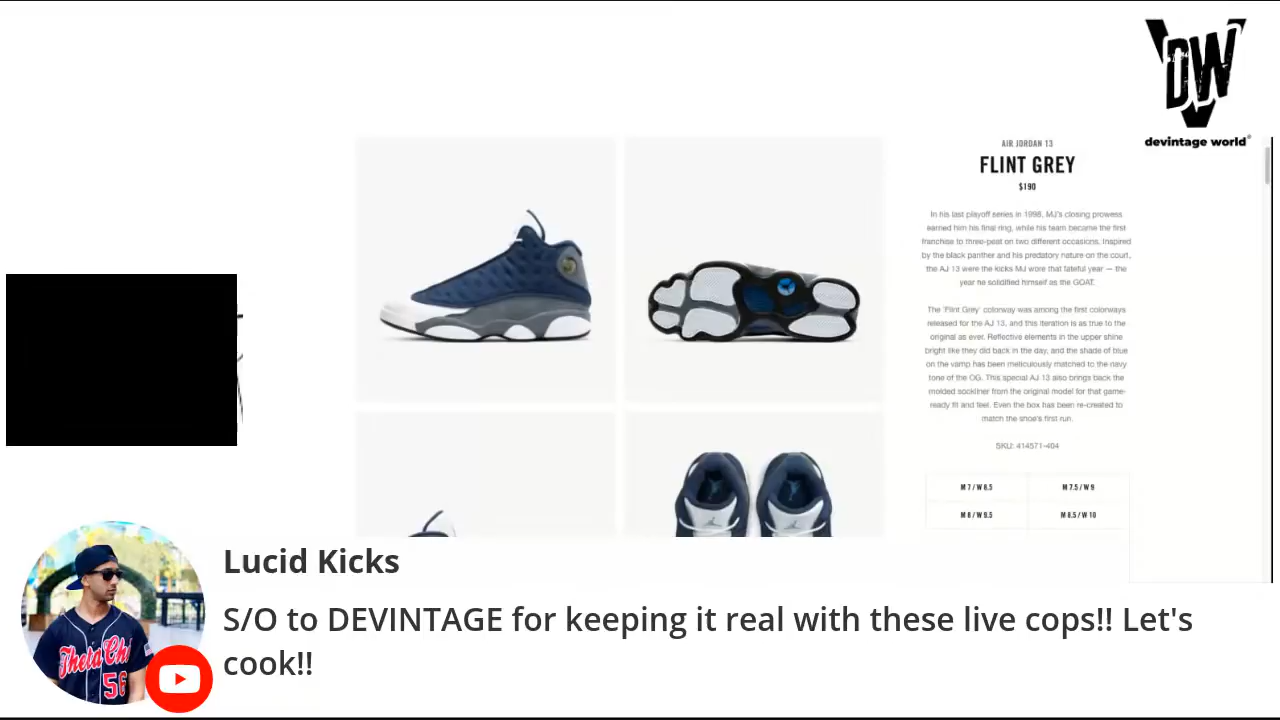 DW
devintage world®
AIR JORDAN 13
FLINT GREY
$190
In his last playoff series in 1998, MJ's closing prowess
earned him his final ring, while his team became the first
franchise to three-peat on two different occasions. Inspired
by the black panther and his predatory nature on the court,
the AJ 13 were the kicks MJ wore that fateful year — the
year he solidified himself as the GOAT.
The 'Flint Grey' colorway was among the first colorways
released for the AJ 13, and this iteration is as true to the
original as ever. Reflective elements in the upper shine
bright like they did back in the day, and the shade of blue
on the vamp has been meticulously matched to the navy
tone of the OG. This special AJ 13 also brings back the
molded sockliner from the original model for that game-
ready fit and feel. Even the box has been re-created to
match the shoe's first run.
SKU: 414571-404
M 7 / W 8.5
M 7.5 / W 9
M 8 / W 9.5
M 8.5 / W 10
Lucid Kicks
S/O to DEVINTAGE for keeping it real with these live cops!! Let's
cook!!
Theta Chi
56